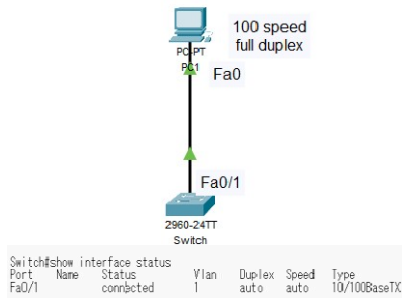 100 speed
full duplex
PC-PT
PC1
Fa0
Fa0/1
2960-24TT
Switch
Switch#show interface status
Port Name Status Vlan Duplex Speed Type
Fa0/1 connected 1 auto auto 10/100BaseTX